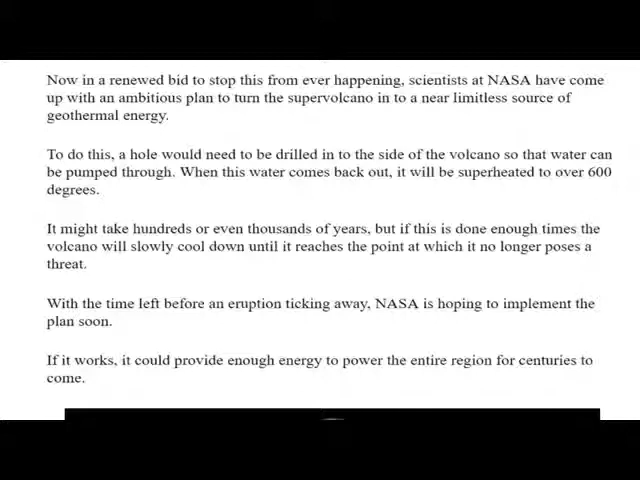 Now in a renewed bid to stop this from ever happening, scientists at NASA have come
up with an ambitious plan to turn the supervolcano in to a near limitless source of
geothermal energy.
To do this, a hole would need to be drilled in to the side of the volcano so that water can
be pumped through. When this water comes back out, it will be superheated to over 600
degrees.
It might take hundreds or even thousands of years, but if this is done enough times the
volcano will slowly cool down until it reaches the point at which it no longer poses a
threat.
With the time left before an eruption ticking away, NASA is hoping to implement the
plan soon.
If it works, it could provide enough energy to power the entire region for centuries to
come.